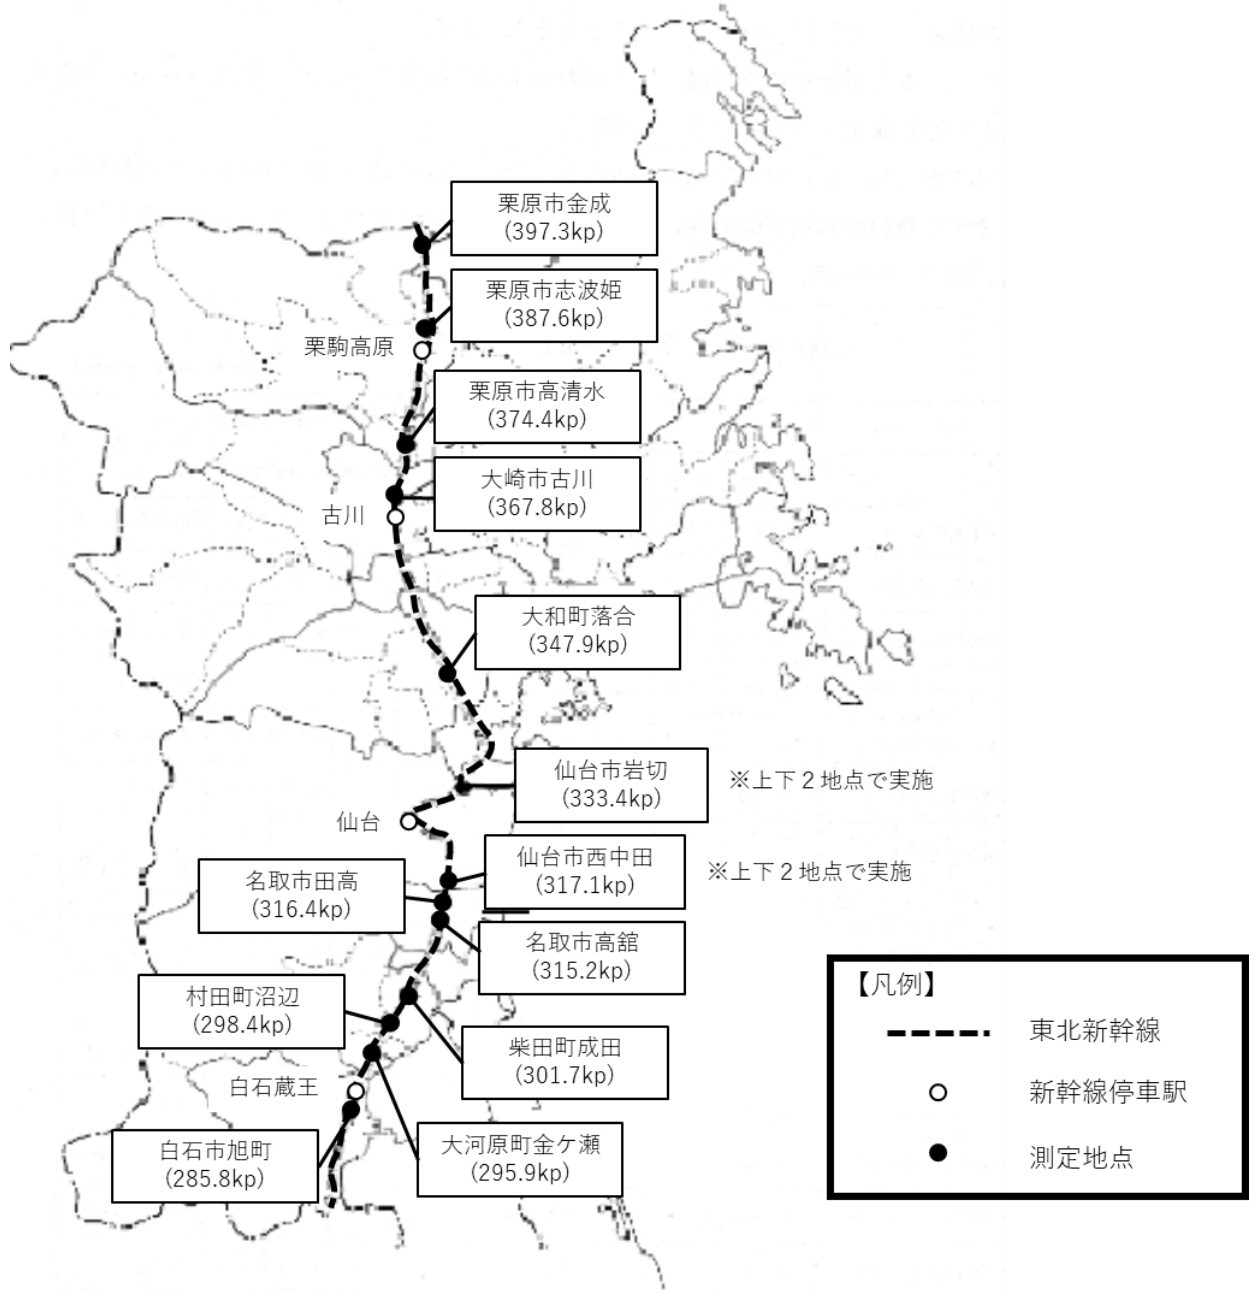 栗原市金成
(397.3kp)
栗原市志波姫
(387.6kp)
栗駒高原
栗原市高清水
(374.4kp)
大崎市古川
(367.8kp)
古川
大和町落合
(347.9kp)
仙台市岩切
(333.4kp)
※上下２地点で実施
仙台
仙台市西中田
(317.1kp)
※上下２地点で実施
名取市田高
(316.4kp)
名取市高舘
(315.2kp)
村田町沼辺
(298.4kp)
柴田町成田
(301.7kp)
白石蔵王
白石市旭町
(285.8kp)
大河原町金ケ瀬
(295.9kp)
【凡例】
東北新幹線
新幹線停車駅
測定地点